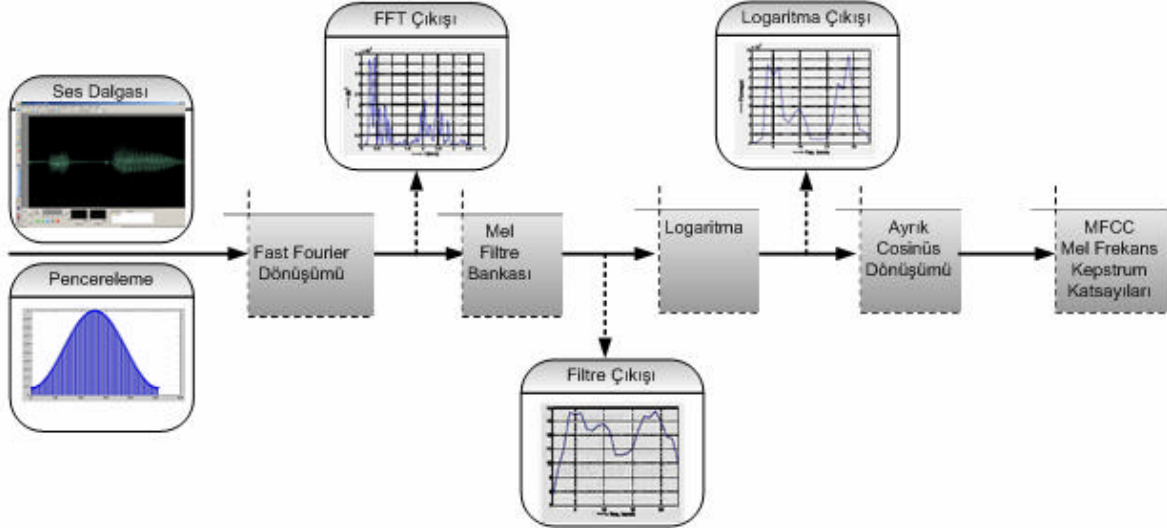 FFT Çıkışı
Logaritma Çıkışı
Ses Dalgası
Fast Fourier
Dönüşümü
Mel
Filtre
Bankası
Logaritma
Ayrık
Cosinüs
Dönüşümü
MFCC
Mel Frekans
Kepstrum
Katsayıları
Pencereleme
Filtre Çıkışı